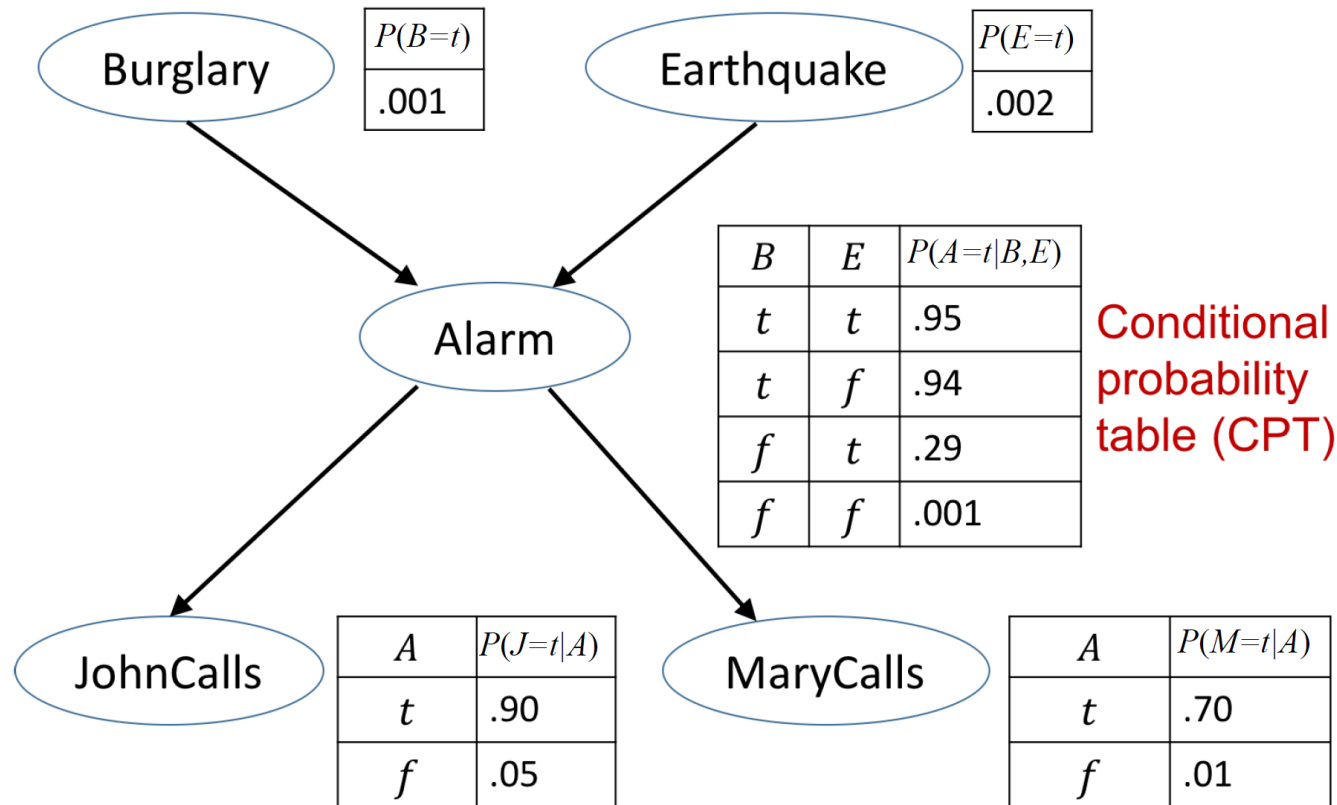 Burglary
P(B=t)
.001
Earthquake
P(E=t)
.002
Alarm
B E P(A=t|B,E)
t t .95
t f .94
f t .29
f f .001
Conditional
probability
table (CPT)
JohnCalls
A P(J=t|A)
t .90
f .05
MaryCalls
A P(M=t|A)
t .70
f .01